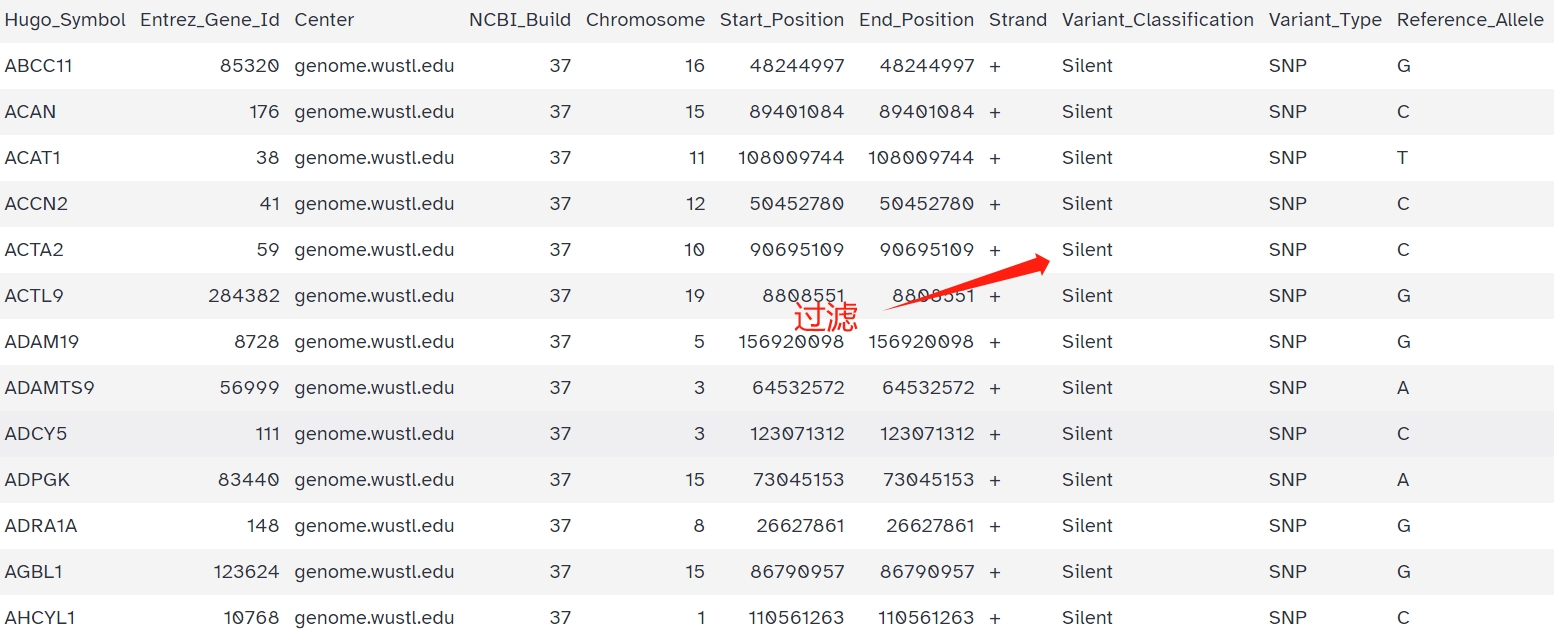 Hugo_Symbol Entrez_Gene_Id Center NCBI_Build Chromosome Start_Position End_Position Strand Variant_Classification Variant_Type Reference_Allele
ABCC11 85320 genome.wustl.edu 37 16 48244997 48244997 + Silent SNP G
ACAN 176 genome.wustl.edu 37 15 89401084 89401084 + Silent SNP C
ACAT1 38 genome.wustl.edu 37 11 108009744 108009744 + Silent SNP T
ACCN2 41 genome.wustl.edu 37 12 50452780 50452780 + Silent SNP C
ACTA2 59 genome.wustl.edu 37 10 90695109 90695109 + Silent SNP C
ACTL9 284382 genome.wustl.edu 37 19 8808551 8808551 + Silent SNP G
过滤
ADAM19 8728 genome.wustl.edu 37 5 156920098 156920098 + Silent SNP G
ADAMTS9 56999 genome.wustl.edu 37 3 64532572 64532572 + Silent SNP A
ADCY5 111 genome.wustl.edu 37 3 123071312 123071312 + Silent SNP C
ADPGK 83440 genome.wustl.edu 37 15 73045153 73045153 + Silent SNP A
ADRA1A 148 genome.wustl.edu 37 8 26627861 26627861 + Silent SNP G
AGBL1 123624 genome.wustl.edu 37 15 86790957 86790957 + Silent SNP G
AHCYL1 10768 genome.wustl.edu 37 1 110561263 110561263 + Silent SNP C